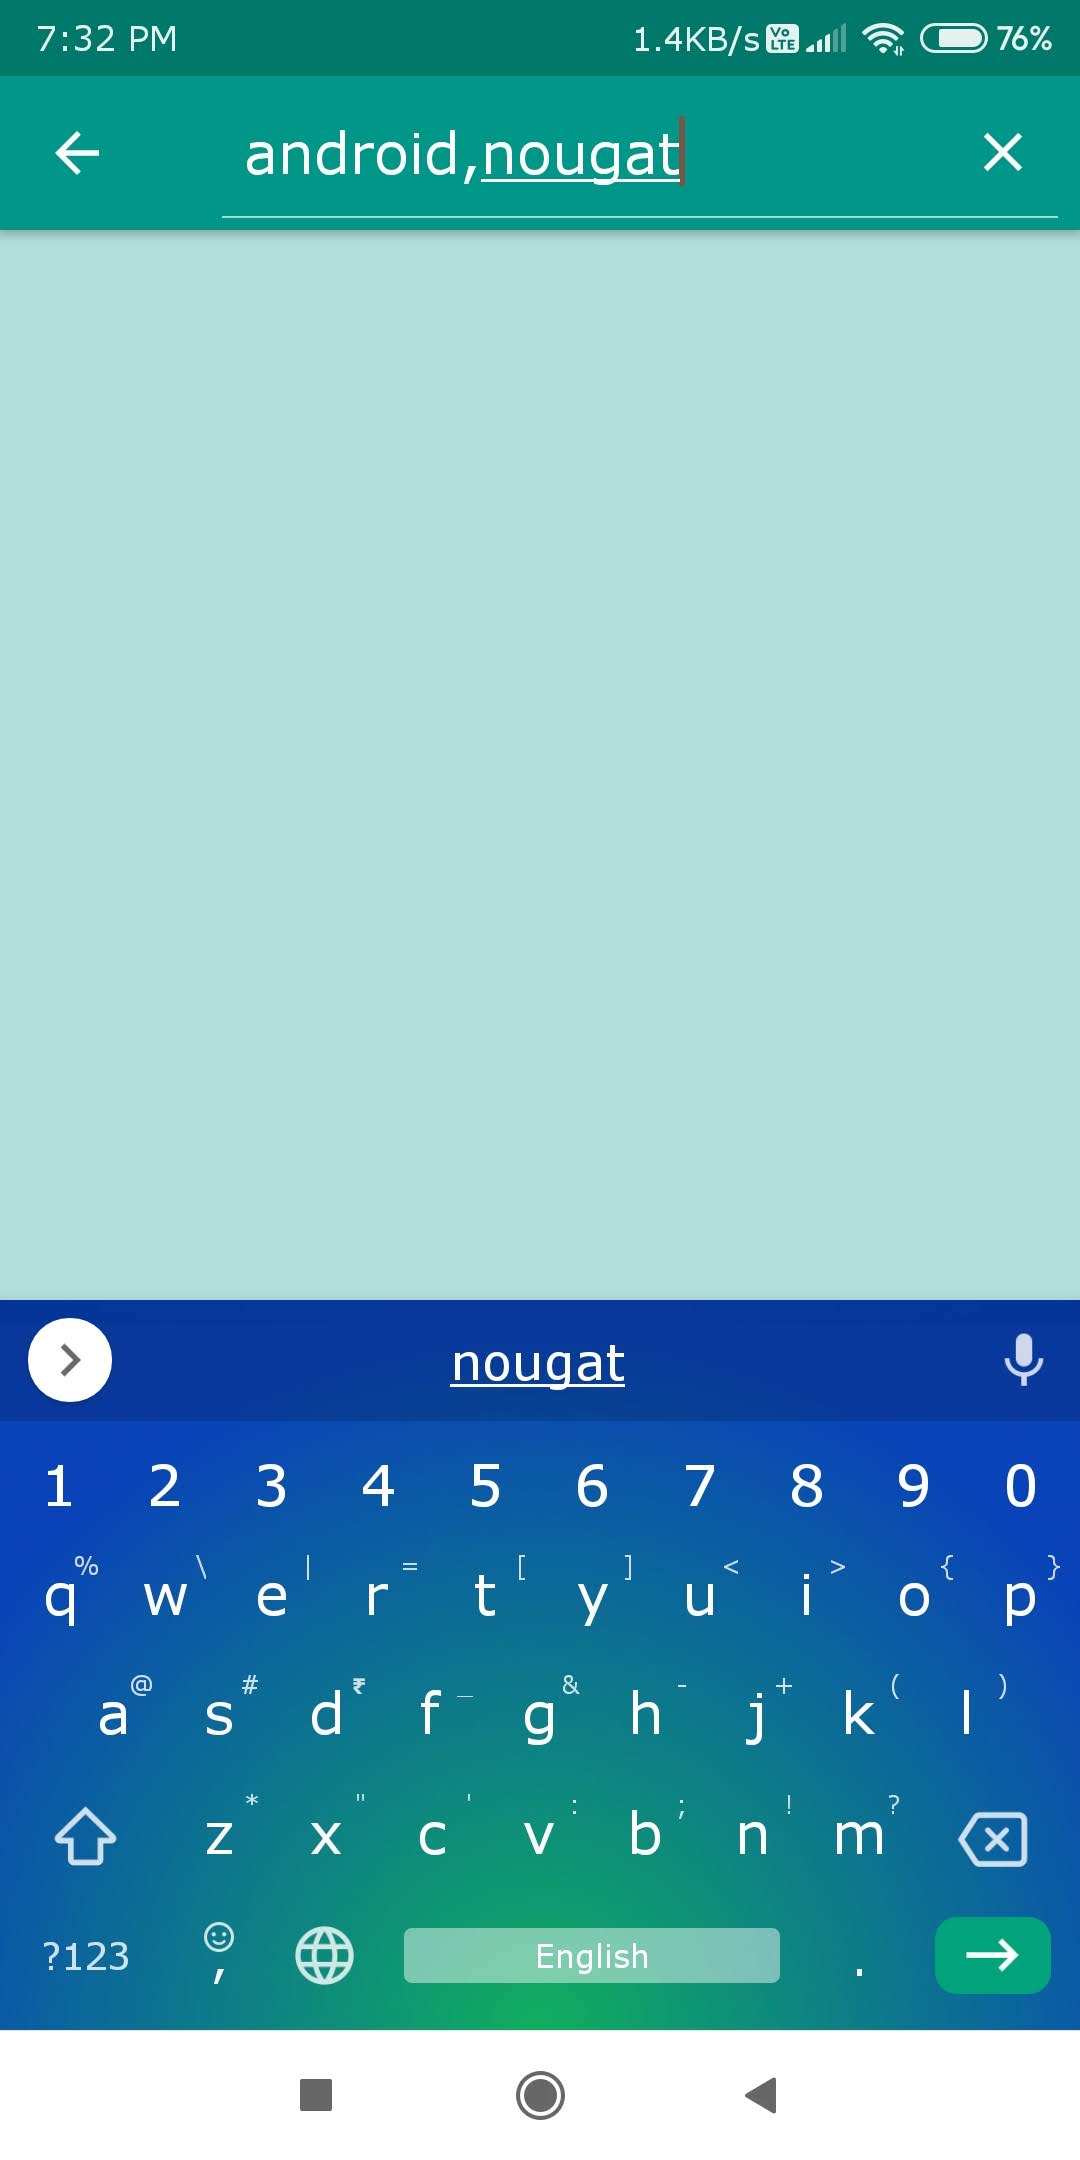 7:32 PM 1.4KB/s Vo LTE 76%
android,nougat
nougat
1 2 3 4 5 6 7 8 9 0
% \ | = [ ] < > { }
q w e r t y u i o p
@ # ₹ _ & - + ( )
a s d f g h j k l
* " ' : ; ! ?
z x c v b n m
?123 , English .